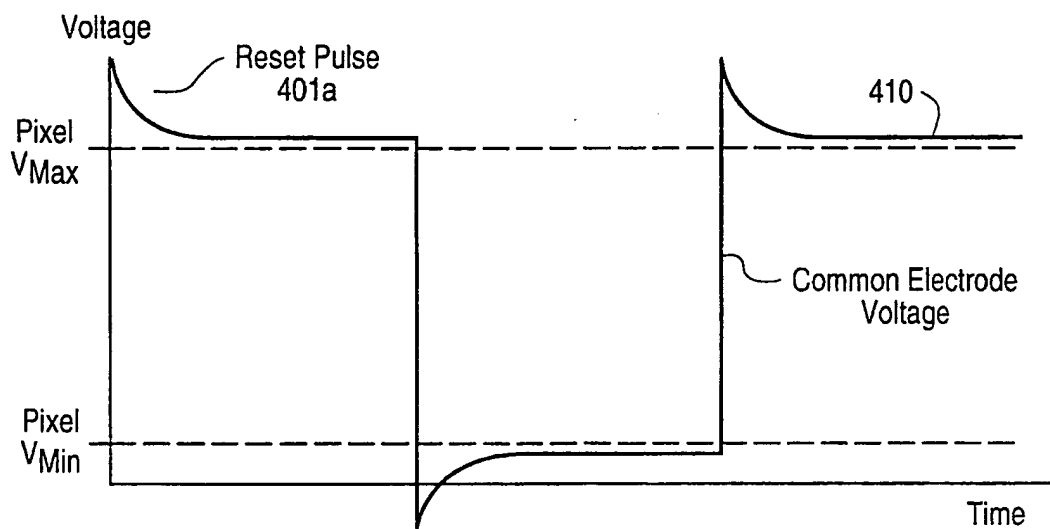 Voltage
Reset Pulse
401a
410
Pixel
VMax
Common Electrode
Voltage
Pixel
VMin
Time